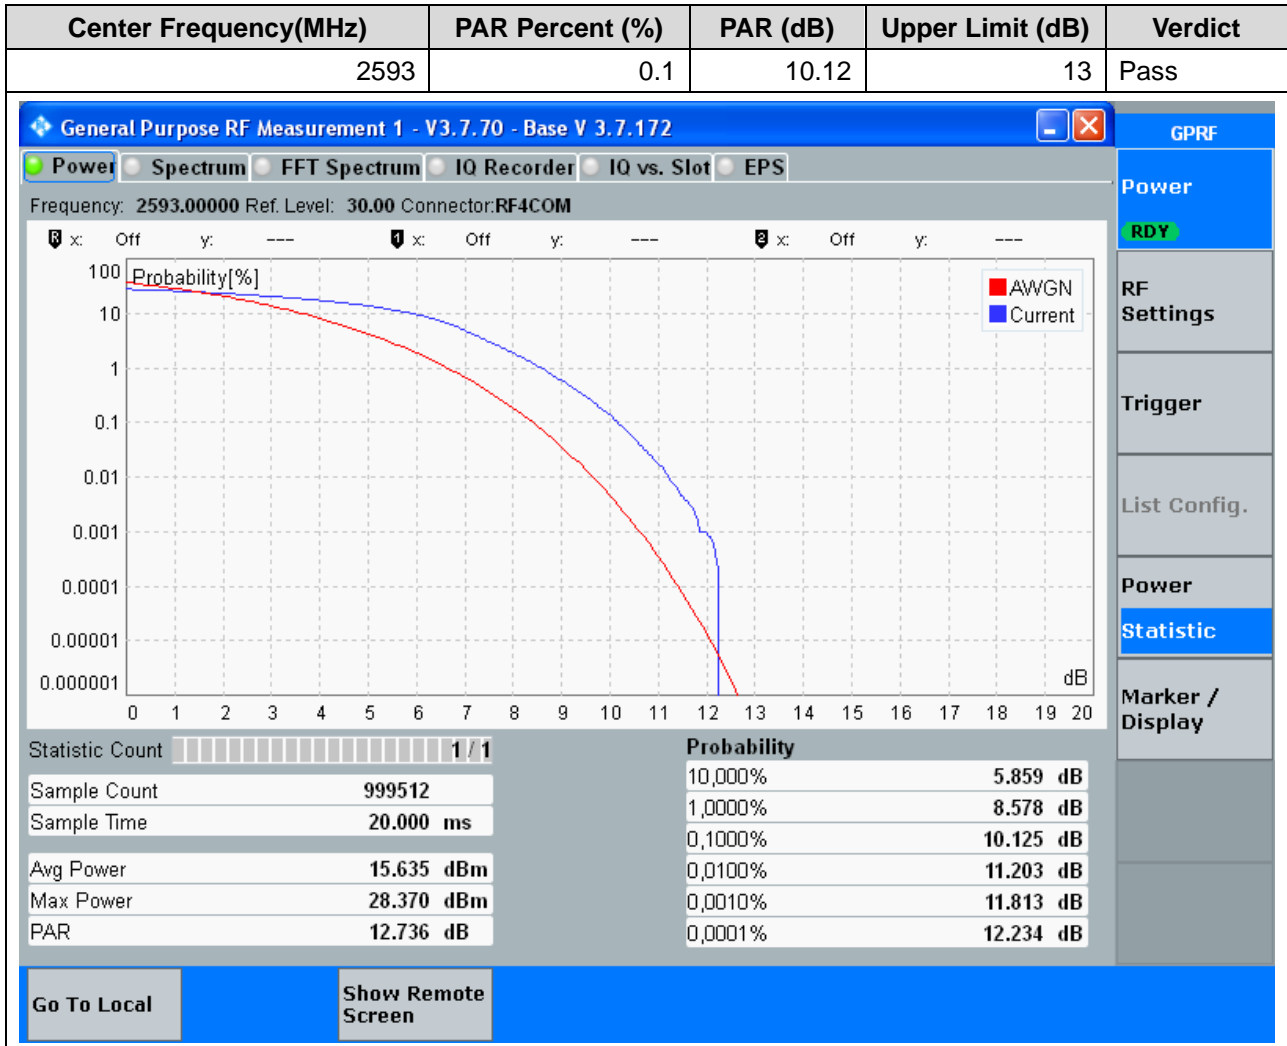 Center Frequency(MHz) PAR Percent (%) PAR (dB) Upper Limit (dB) Verdict
2593 0.1 10.12 13 Pass
General Purpose RF Measurement 1 - V3.7.70 - Base V 3.7.172
GPRF
Power Spectrum FFT Spectrum IQ Recorder IQ vs. Slot EPS
Frequency: 2593.00000 Ref. Level: 30.00 Connector:RF4COM
R x: Off y: --- 1 x: Off y: --- 2 x: Off y: ---
Probability[%]
100
10
1
0.1
0.01
0.001
0.0001
0.00001
0.000001
AWGN
Current
dB
0 1 2 3 4 5 6 7 8 9 10 11 12 13 14 15 16 17 18 19 20
Power
RDY
RF
Settings
Trigger
List Config.
Power
Statistic
Marker /
Display
Statistic Count 1 / 1
Sample Count 999512
Sample Time 20.000 ms
Avg Power 15.635 dBm
Max Power 28.370 dBm
PAR 12.736 dB
Probability
10,000% 5.859 dB
1,0000% 8.578 dB
0,1000% 10.125 dB
0,0100% 11.203 dB
0,0010% 11.813 dB
0,0001% 12.234 dB
Go To Local
Show Remote
Screen